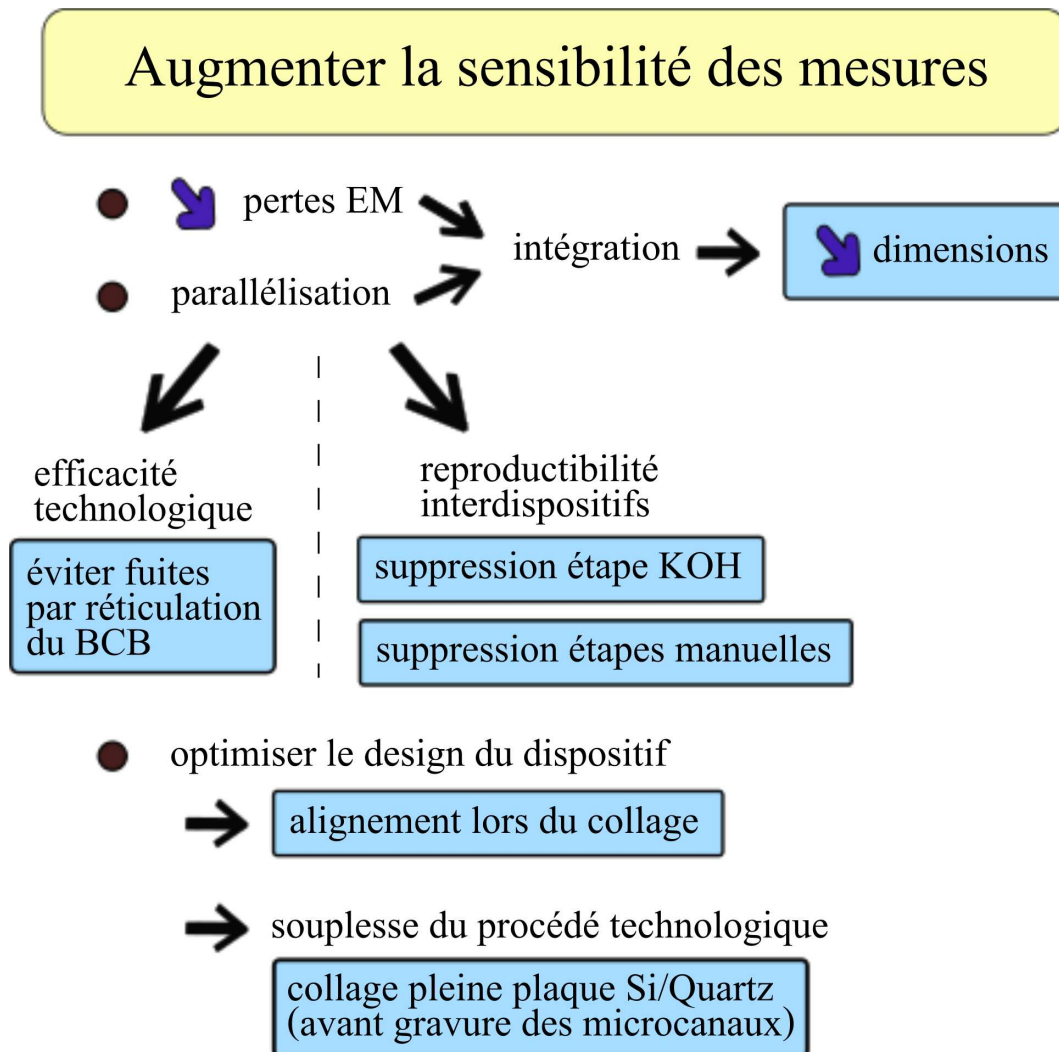 Augmenter la sensibilité des mesures
pertes EM
parallélisation
intégration
dimensions
efficacité
technologique
éviter fuites
par réticulation
du BCB
reproductibilité
interdispositifs
suppression étape KOH
suppression étapes manuelles
optimiser le design du dispositif
alignement lors du collage
souplesse du procédé technologique
collage pleine plaque Si/Quartz
(avant gravure des microcanaux)